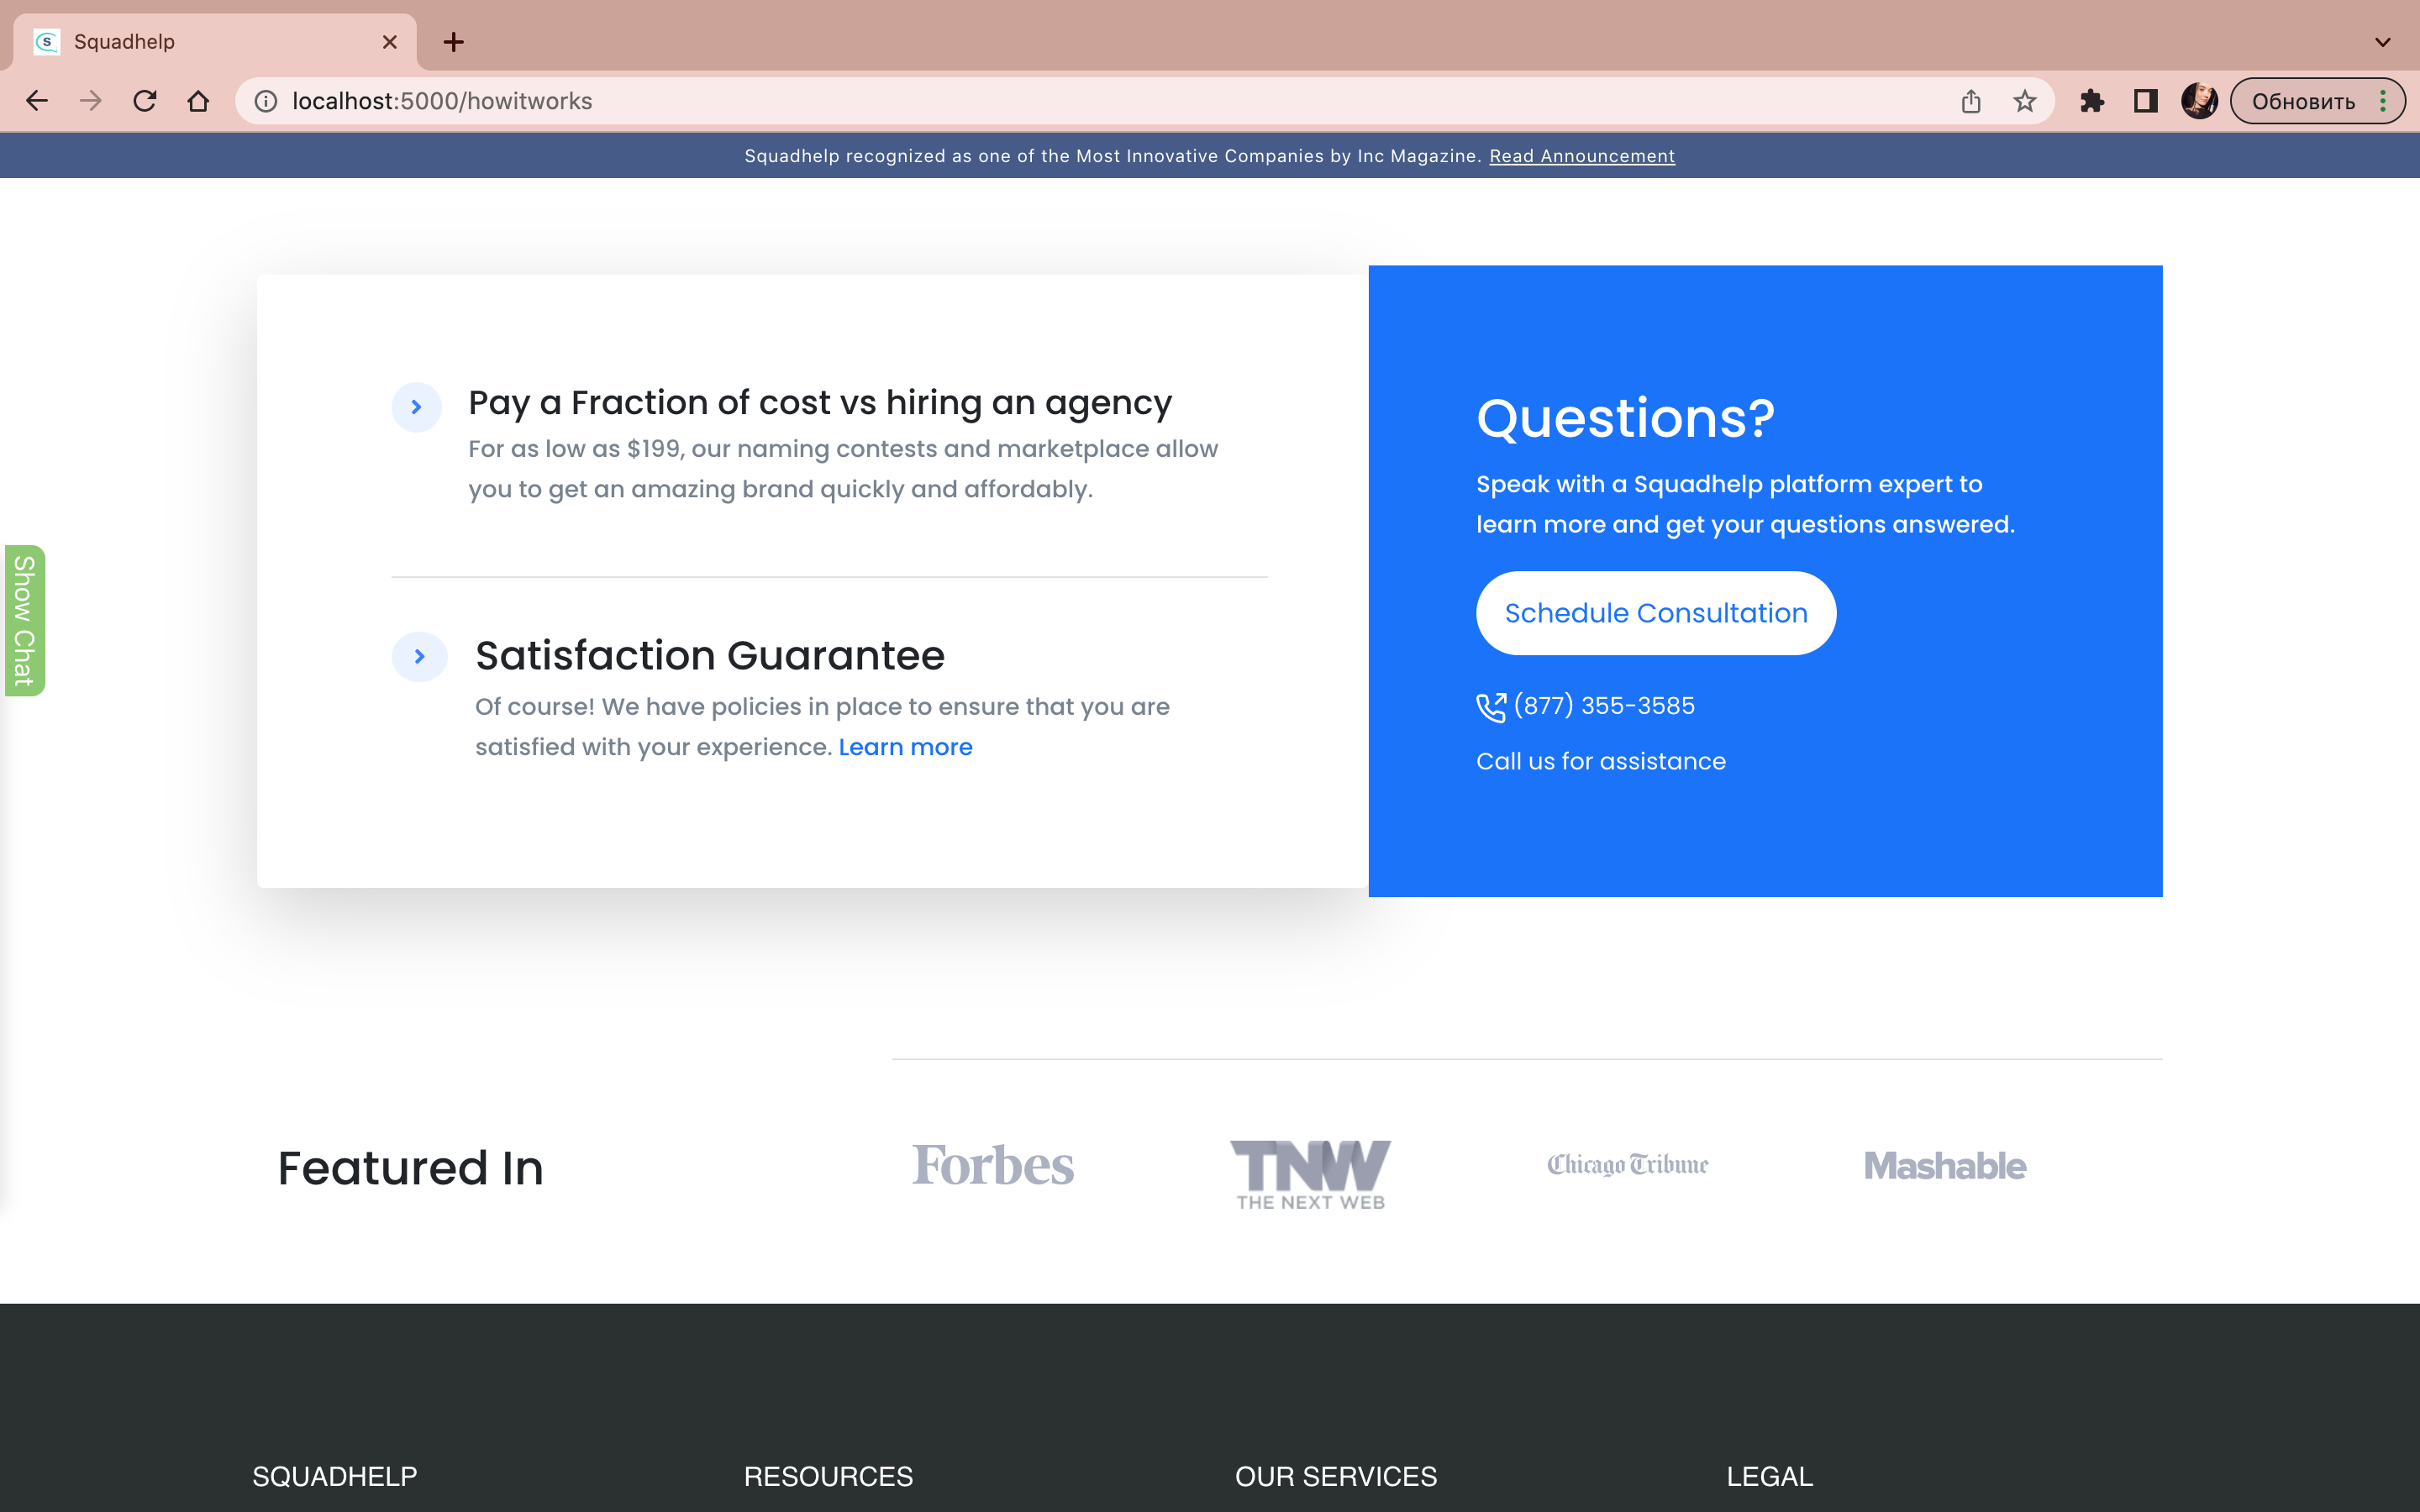 Squadhelp
localhost:5000/howitworks
Обновить
Squadhelp recognized as one of the Most Innovative Companies by Inc Magazine. Read Announcement
Pay a Fraction of cost vs hiring an agency
For as low as $199, our naming contests and marketplace allow
you to get an amazing brand quickly and affordably.
Satisfaction Guarantee
Of course! We have policies in place to ensure that you are
satisfied with your experience. Learn more
Questions?
Speak with a Squadhelp platform expert to
learn more and get your questions answered.
Schedule Consultation
(877) 355-3585
Call us for assistance
Show Chat
Featured In
Forbes
TNW
THE NEXT WEB
Chicago Tribune
Mashable
SQUADHELP
RESOURCES
OUR SERVICES
LEGAL